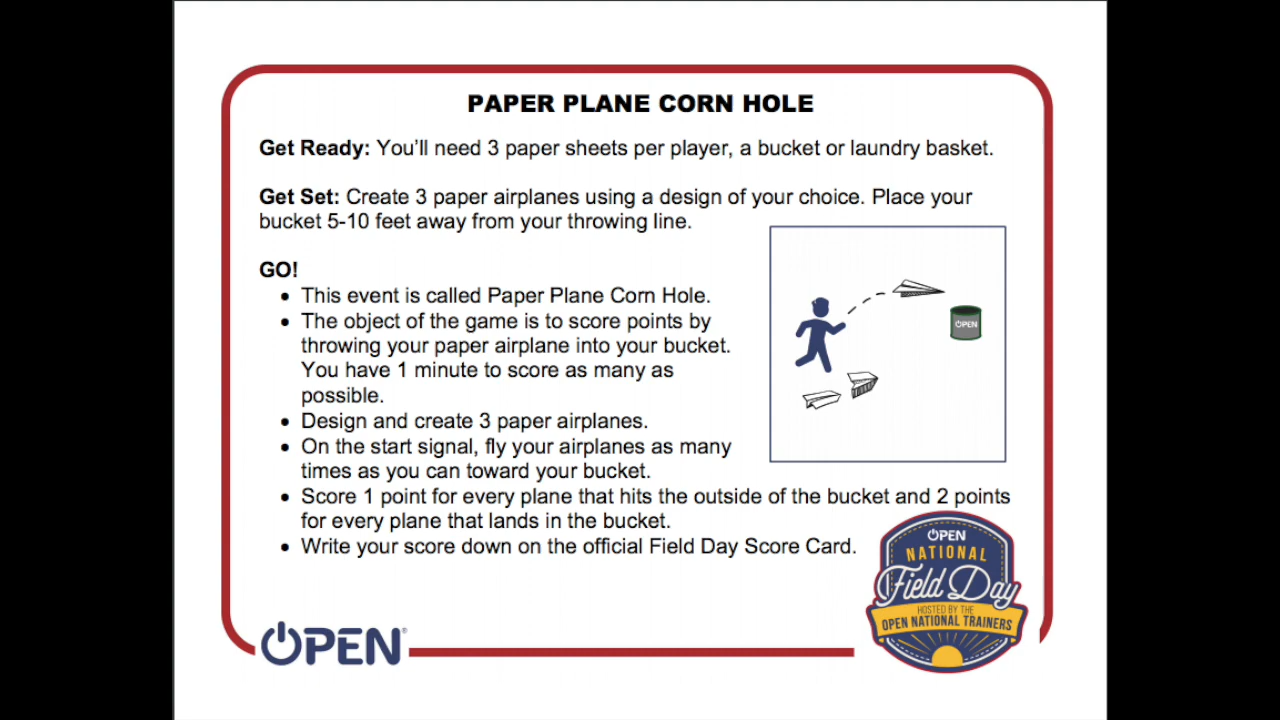 PAPER PLANE CORN HOLE
Get Ready: You'll need 3 paper sheets per player, a bucket or laundry basket.
Get Set: Create 3 paper airplanes using a design of your choice. Place your
bucket 5-10 feet away from your throwing line.
GO!
• This event is called Paper Plane Corn Hole.
• The object of the game is to score points by
throwing your paper airplane into your bucket.
You have 1 minute to score as many as
possible.
• Design and create 3 paper airplanes.
• On the start signal, fly your airplanes as many
times as you can toward your bucket.
• Score 1 point for every plane that hits the outside of the bucket and 2 points
for every plane that lands in the bucket.
• Write your score down on the official Field Day Score Card.
OPEN
OPEN
NATIONAL
Field Day
HOSTED BY THE
OPEN NATIONAL TRAINERS
OPEN®